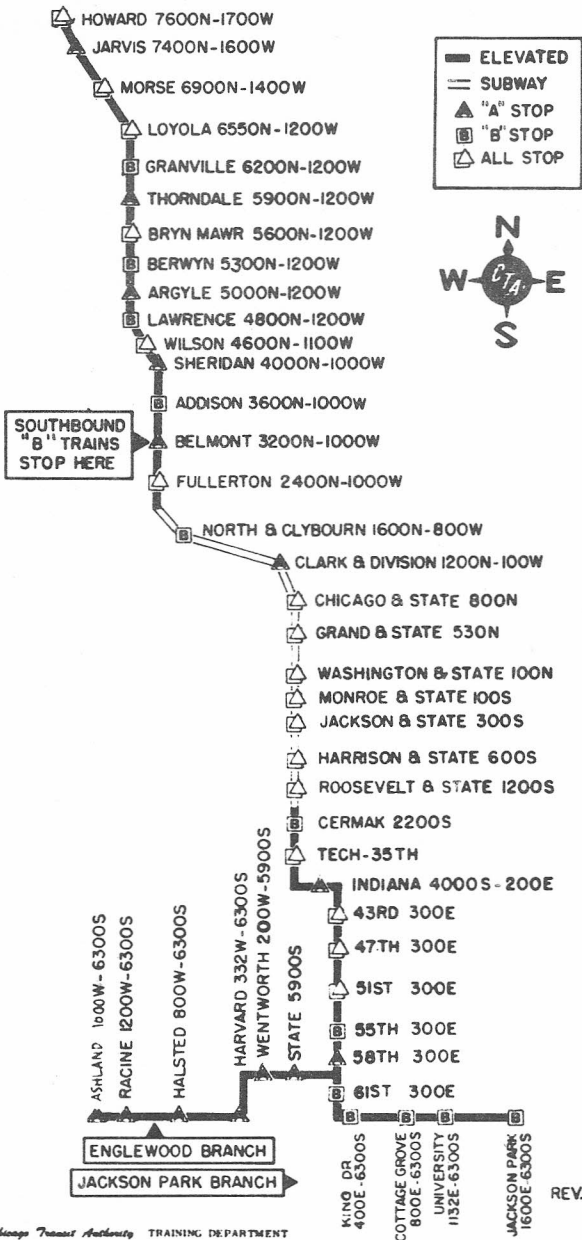 HOWARD 7600N-1700W
JARVIS 7400N-1600W
MORSE 6900N-1400W
LOYOLA 6550N-1200W
B GRANVILLE 6200N-1200W
THORNDALE 5900N-1200W
BRYN MAWR 5600N-1200W
B BERWYN 5300N-1200W
ARGYLE 5000N-1200W
B LAWRENCE 4800N-1200W
WILSON 4600N-1100W
SHERIDAN 4000N-1000W
B ADDISON 3600N-1000W
BELMONT 3200N-1000W
FULLERTON 2400N-1000W
B NORTH & CLYBOURN 1600N-800W
CLARK & DIVISION 1200N-100W
CHICAGO & STATE 800N
GRAND & STATE 530N
WASHINGTON & STATE 100N
MONROE & STATE 100S
JACKSON & STATE 300S
HARRISON & STATE 600S
ROOSEVELT & STATE 1200S
B CERMAK 2200S
TECH-35TH
INDIANA 4000S-200E
43RD 300E
47TH 300E
51ST 300E
B 55TH 300E
58TH 300E
B 61ST 300E
ELEVATED
SUBWAY
"A" STOP
B "B" STOP
ALL STOP
N
W CTA E
S
SOUTHBOUND
"B" TRAINS
STOP HERE
ASHLAND 1600W-6300S
RACINE 1200W-6300S
HALSTED 800W-6300S
HARVARD 332W-6300S
WENTWORTH 200W-5900S
STATE 5900S
ENGLEWOOD BRANCH
JACKSON PARK BRANCH
B B B B
KING DR
400E-6300S
COTTAGE GROVE
800E-6300S
UNIVERSITY
1132E-6300S
JACKSON PARK
1600E-6300S
REV.
Chicago Transit Authority TRAINING DEPARTMENT